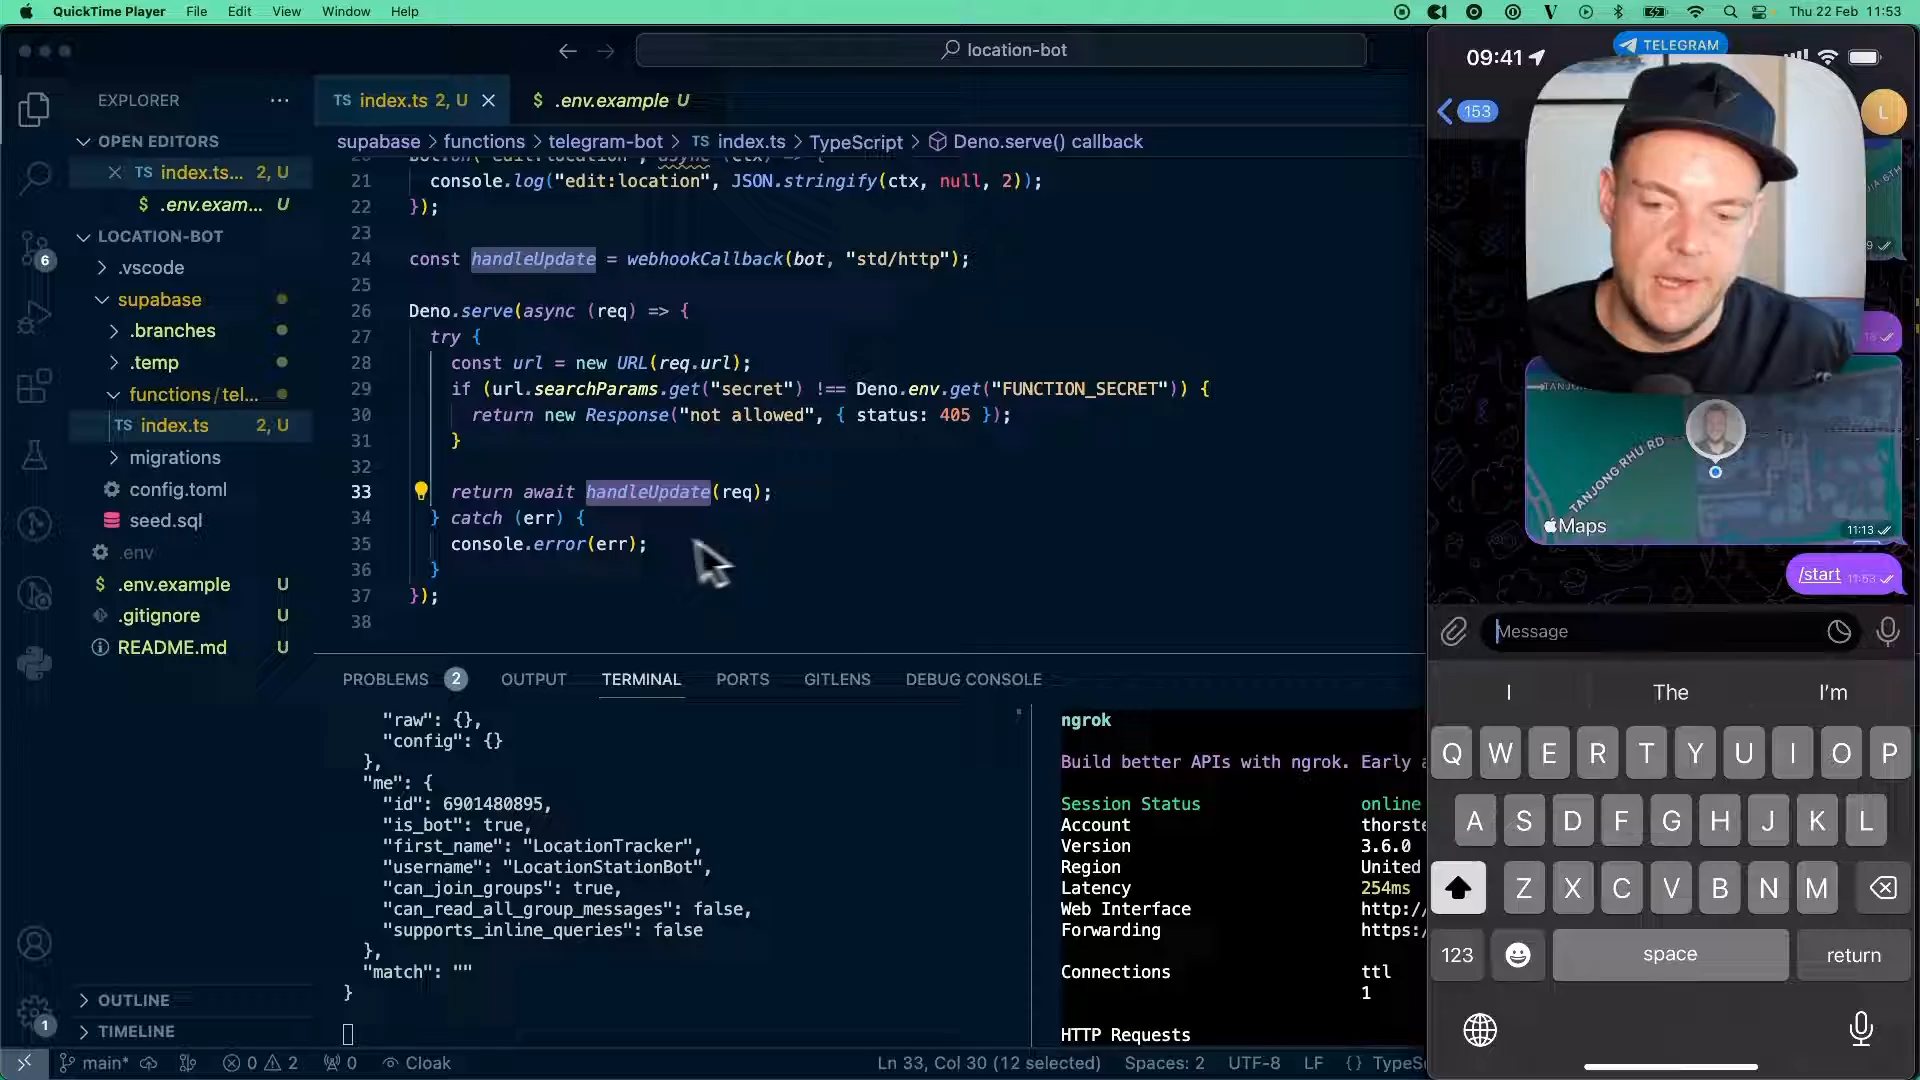 QuickTime Player File Edit View Window Help
Thu 22 Feb 11:53
location-bot
EXPLORER
OPEN EDITORS
TS index.ts... 2, U
$ .env.exam... U
LOCATION-BOT
.vscode
supabase
.branches
.temp
functions/tel...
TS index.ts 2, U
migrations
config.toml
seed.sql
.env
$ .env.example U
.gitignore U
README.md U
OUTLINE
TIMELINE
6
1
TS index.ts 2, U
$ .env.example U
supabase > functions > telegram-bot > TS index.ts > TypeScript > Deno.serve() callback
21 console.log("edit:location", JSON.stringify(ctx, null, 2));
22 });
23
24 const handleUpdate = webhookCallback(bot, "std/http");
25
26 Deno.serve(async (req) => {
27 try {
28 const url = new URL(req.url);
29 if (url.searchParams.get("secret") !== Deno.env.get("FUNCTION_SECRET")) {
30 return new Response("not allowed", { status: 405 });
31 }
32
33 return await handleUpdate(req);
34 } catch (err) {
35 console.error(err);
36 }
37 });
38
PROBLEMS 2 OUTPUT TERMINAL PORTS GITLENS DEBUG CONSOLE
"raw": {},
"config": {}
},
"me": {
"id": 6901480895,
"is_bot": true,
"first_name": "LocationTracker",
"username": "LocationStationBot",
"can_join_groups": true,
"can_read_all_group_messages": false,
"supports_inline_queries": false
},
"match": ""
}
ngrok
Build better APIs with ngrok. Early
Session Status online
Account thorste
Version 3.6.0
Region United
Latency 254ms
Web Interface http:/
Forwarding https:
Connections ttl
1
HTTP Requests
main* 0 2 0 Cloak
Ln 33, Col 30 (12 selected) Spaces: 2 UTF-8 LF {} TypeS
09:41
TELEGRAM
153
L
TANJONG RHU RD
Maps
11:13
/start 11:53
Message
I The I'm
Q W E R T Y U I O P
A S D F G H J K L
Z X C V B N M
123 space return